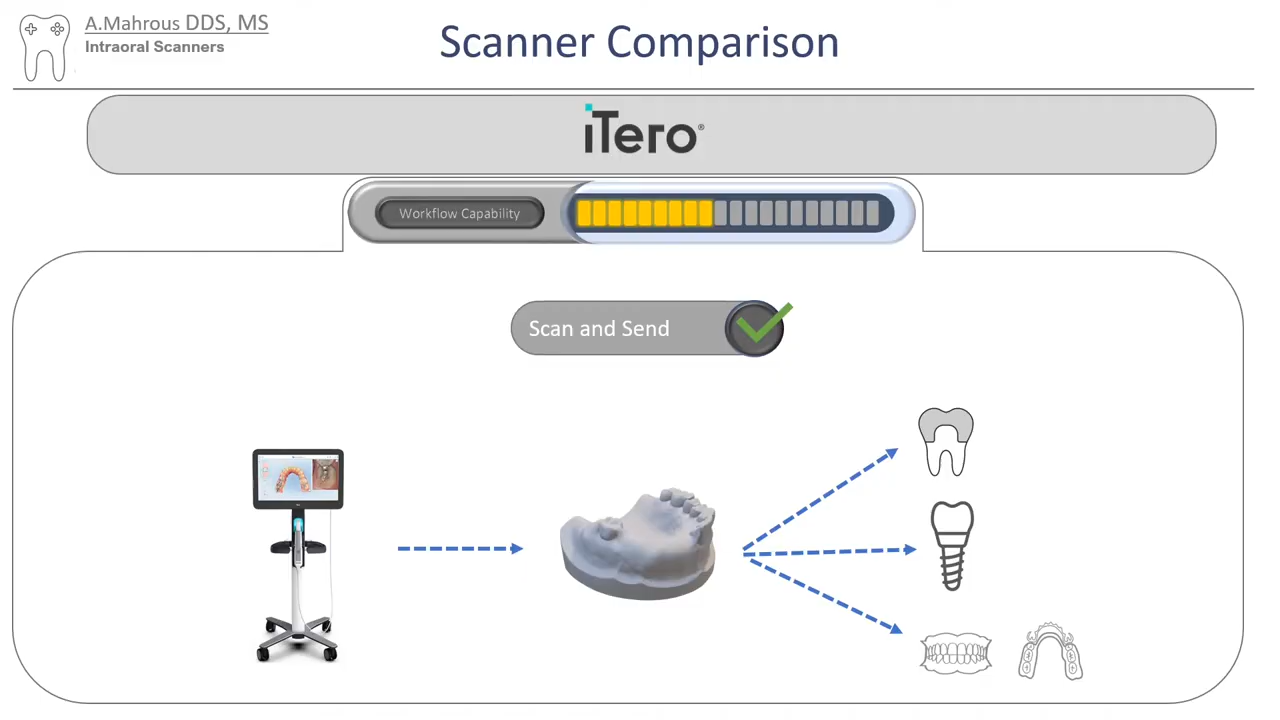 A.Mahrous DDS, MS
Intraoral Scanners
Scanner Comparison
iTero®
Workflow Capability
Scan and Send